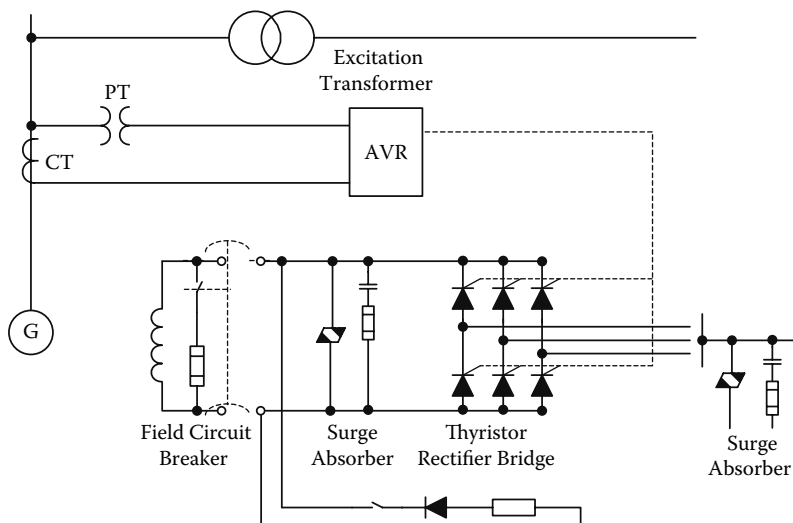 Excitation
Transformer
PT
AVR
CT
G
Field Circuit
Breaker
Surge
Absorber
Thyristor
Rectifier Bridge
Surge
Absorber